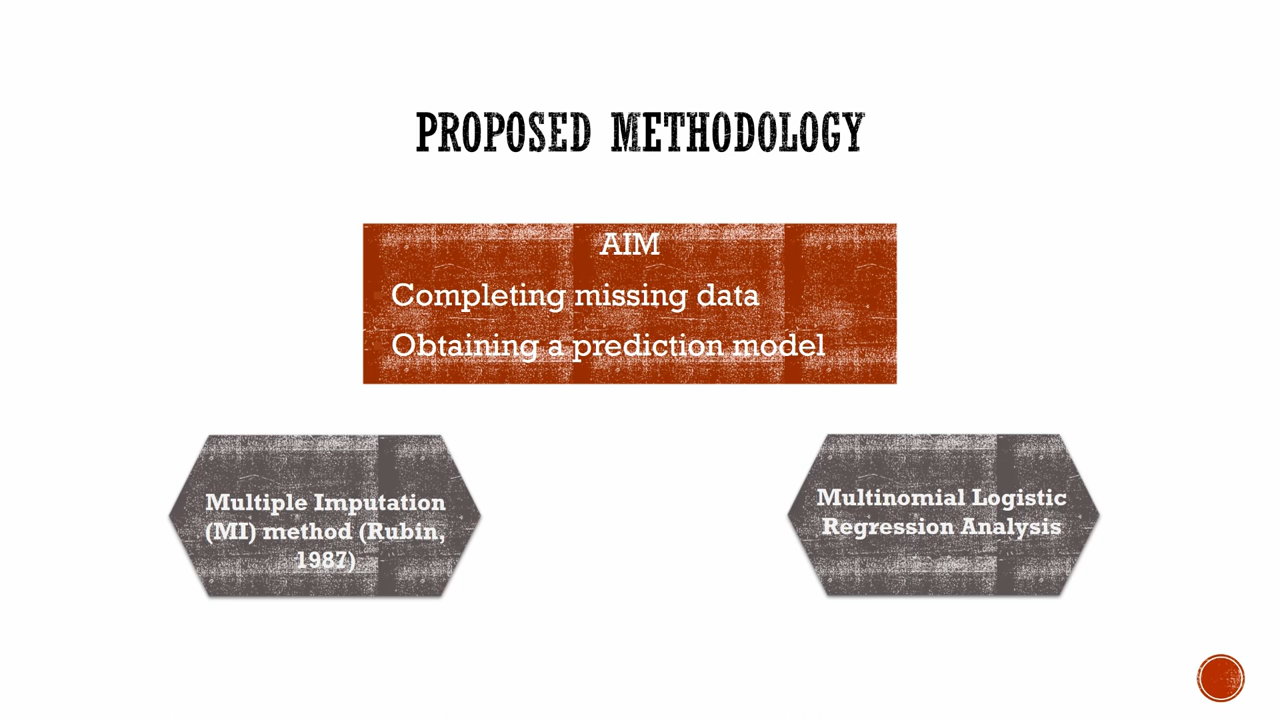 PROPOSED METHODOLOGY
AIM
Completing missing data
Obtaining a prediction model
Multiple Imputation
(MI) method (Rubin,
1987)
Multinomial Logistic
Regression Analysis